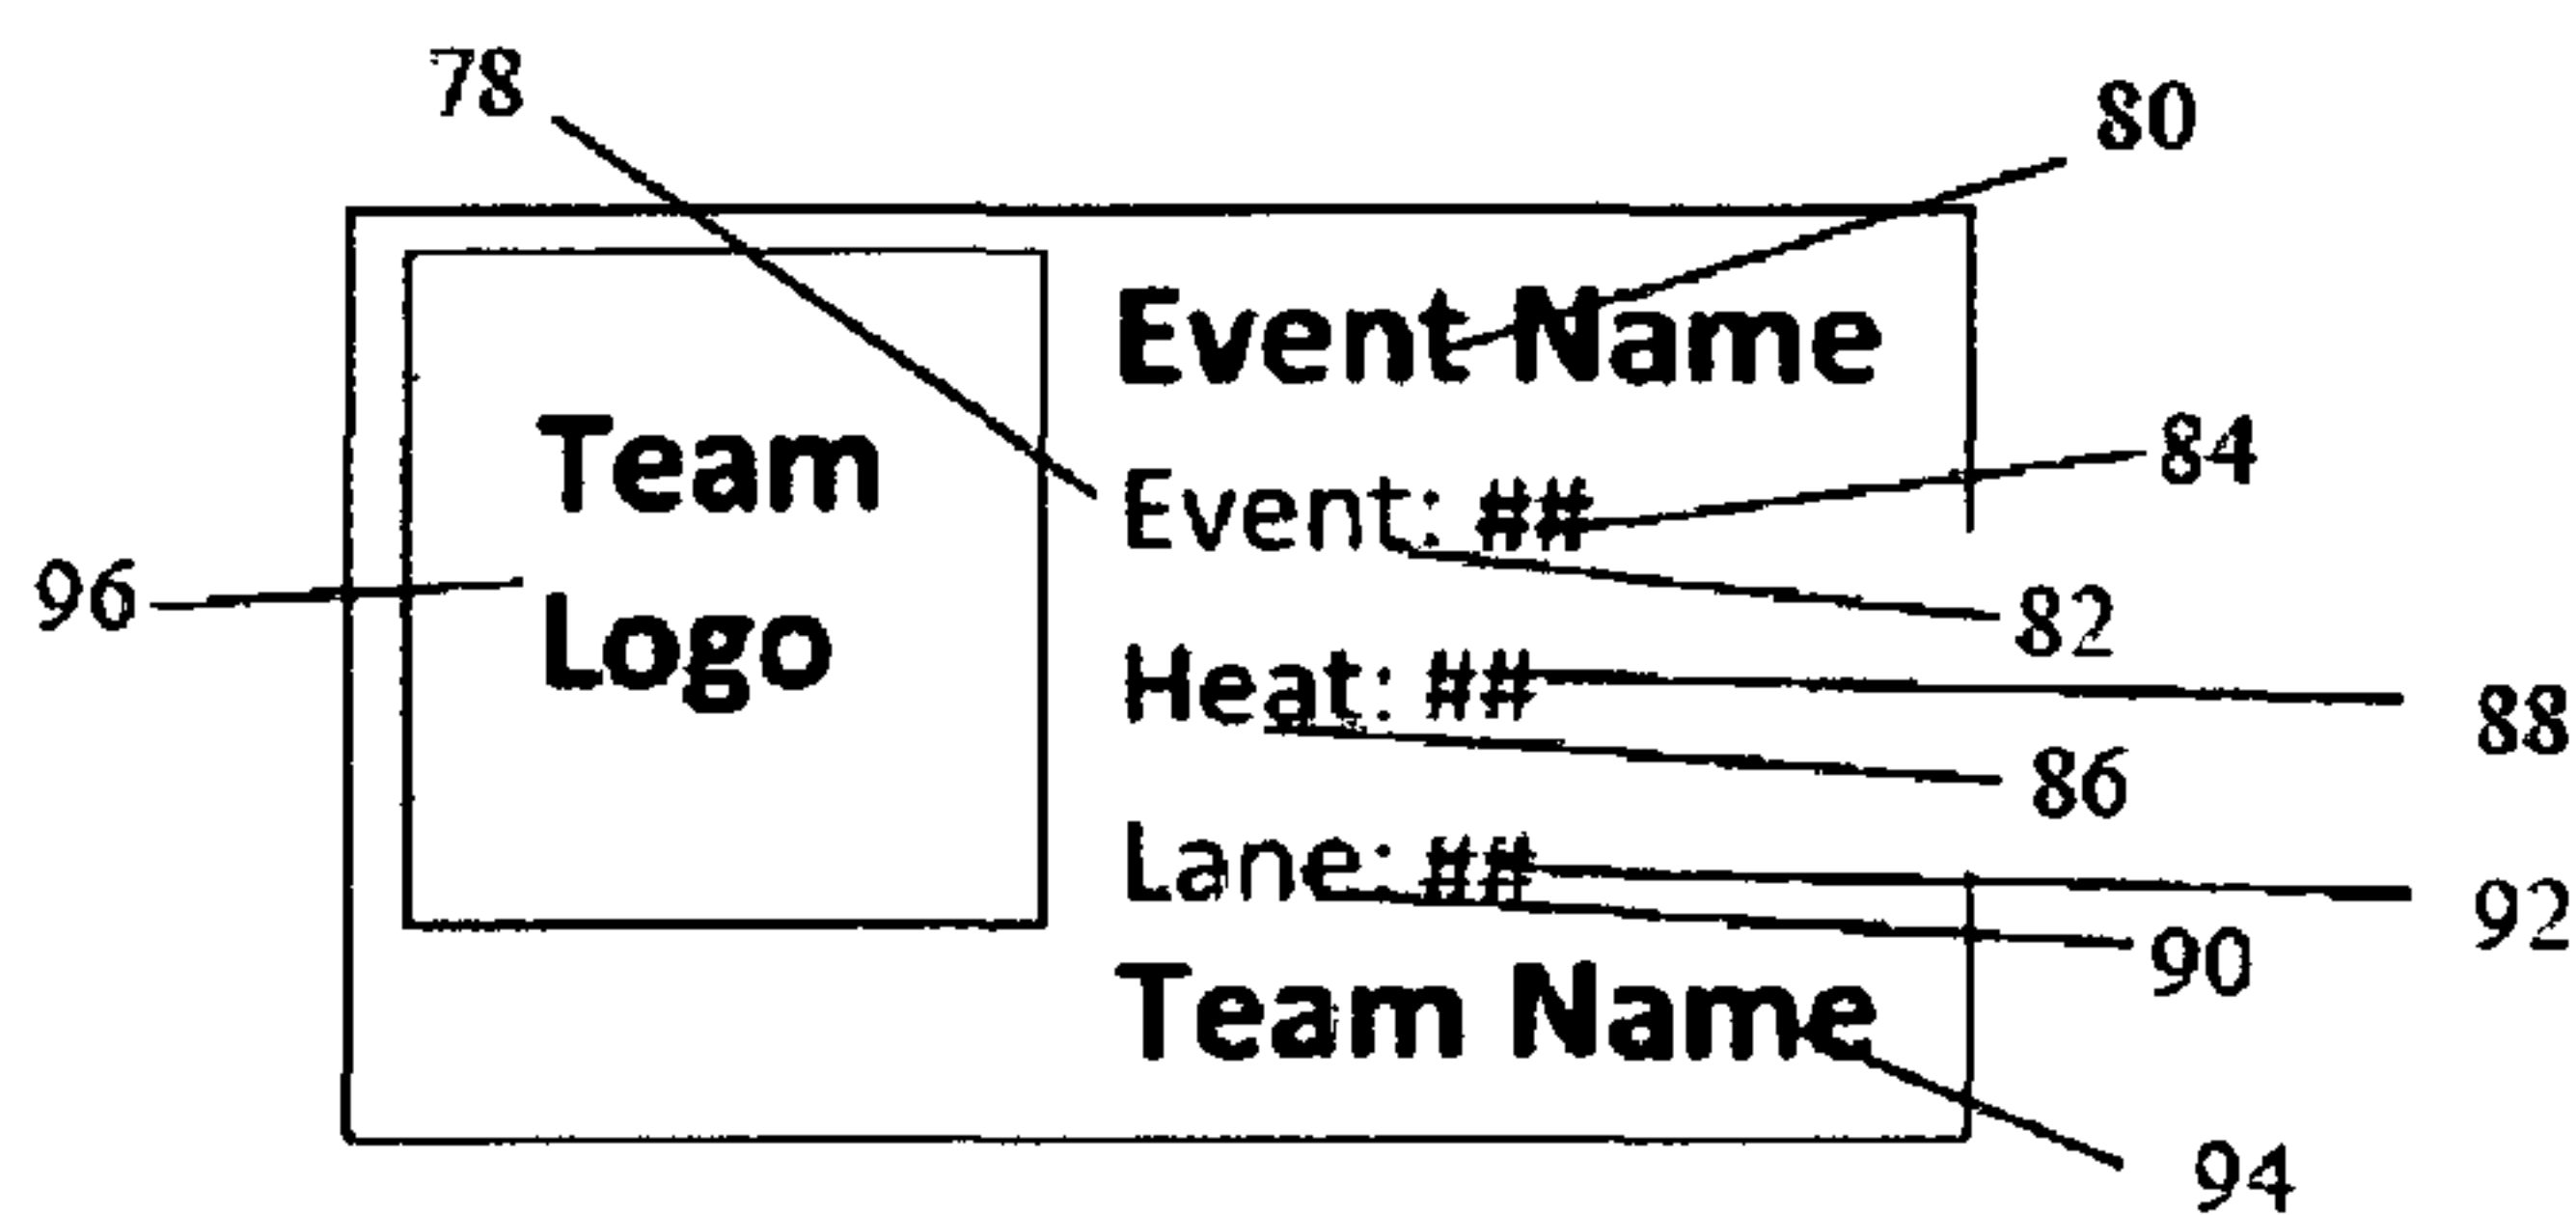 78
80
Event Name
84
Team
Event: ##
96
82
Logo
Heat: ##
88
86
Lane: ##
92
90
Team Name
94